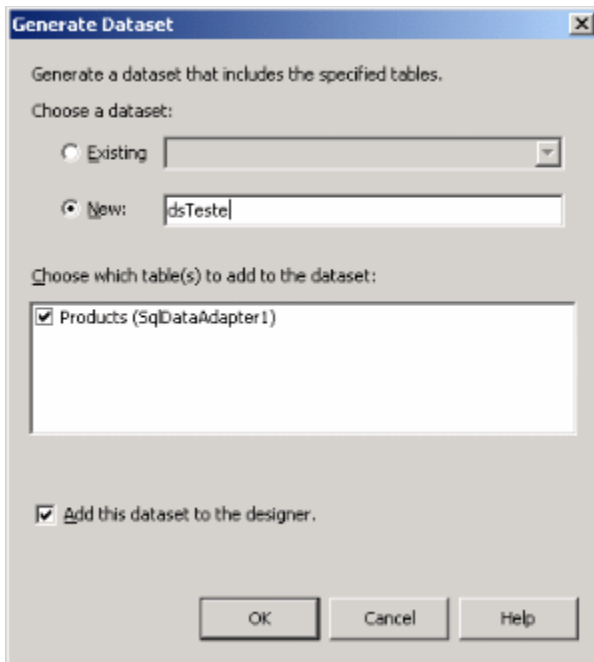 Generate Dataset
Generate a dataset that includes the specified tables.
Choose a dataset:
Existing
New:
dsTeste
Choose which table(s) to add to the dataset:
Products (SqlDataAdapter1)
Add this dataset to the designer.
OK Cancel Help